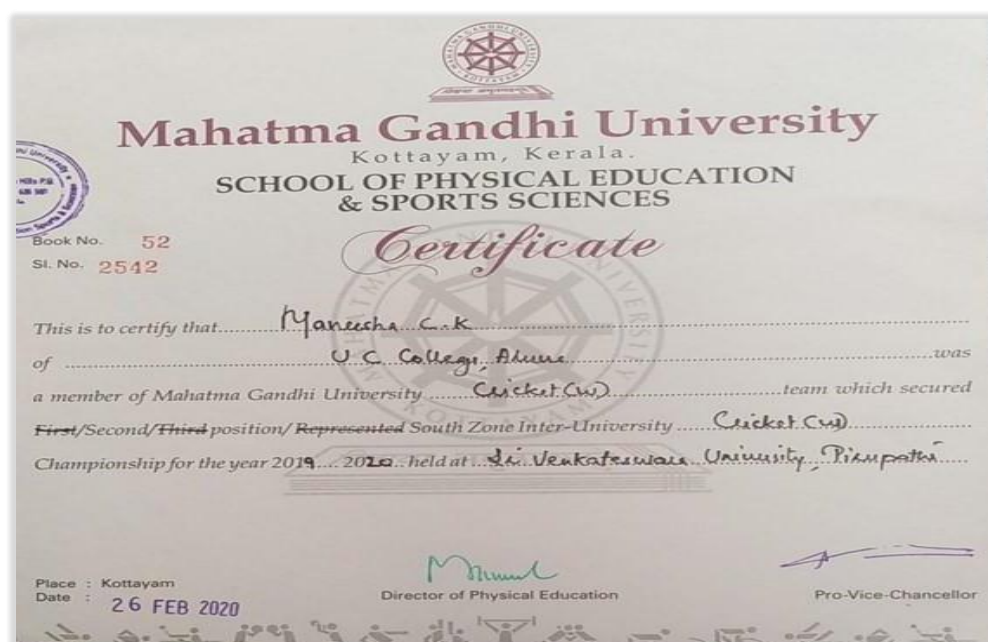 Mahatma Gandhi University
Kottayam, Kerala.
SCHOOL OF PHYSICAL EDUCATION
& SPORTS SCIENCES
Certificate
Book No. 52
Sl. No. 2542
This is to certify that Maneesha C.K
of U C College, Aluva was
a member of Mahatma Gandhi University Cricket (w) team which secured
First/Second/Third position/ Represented South Zone Inter-University Cricket (w)
Championship for the year 2019 2020 held at Sri Venkateswara University, Tirupathi
Place : Kottayam
Date : 26 FEB 2020
Director of Physical Education
Pro-Vice-Chancellor